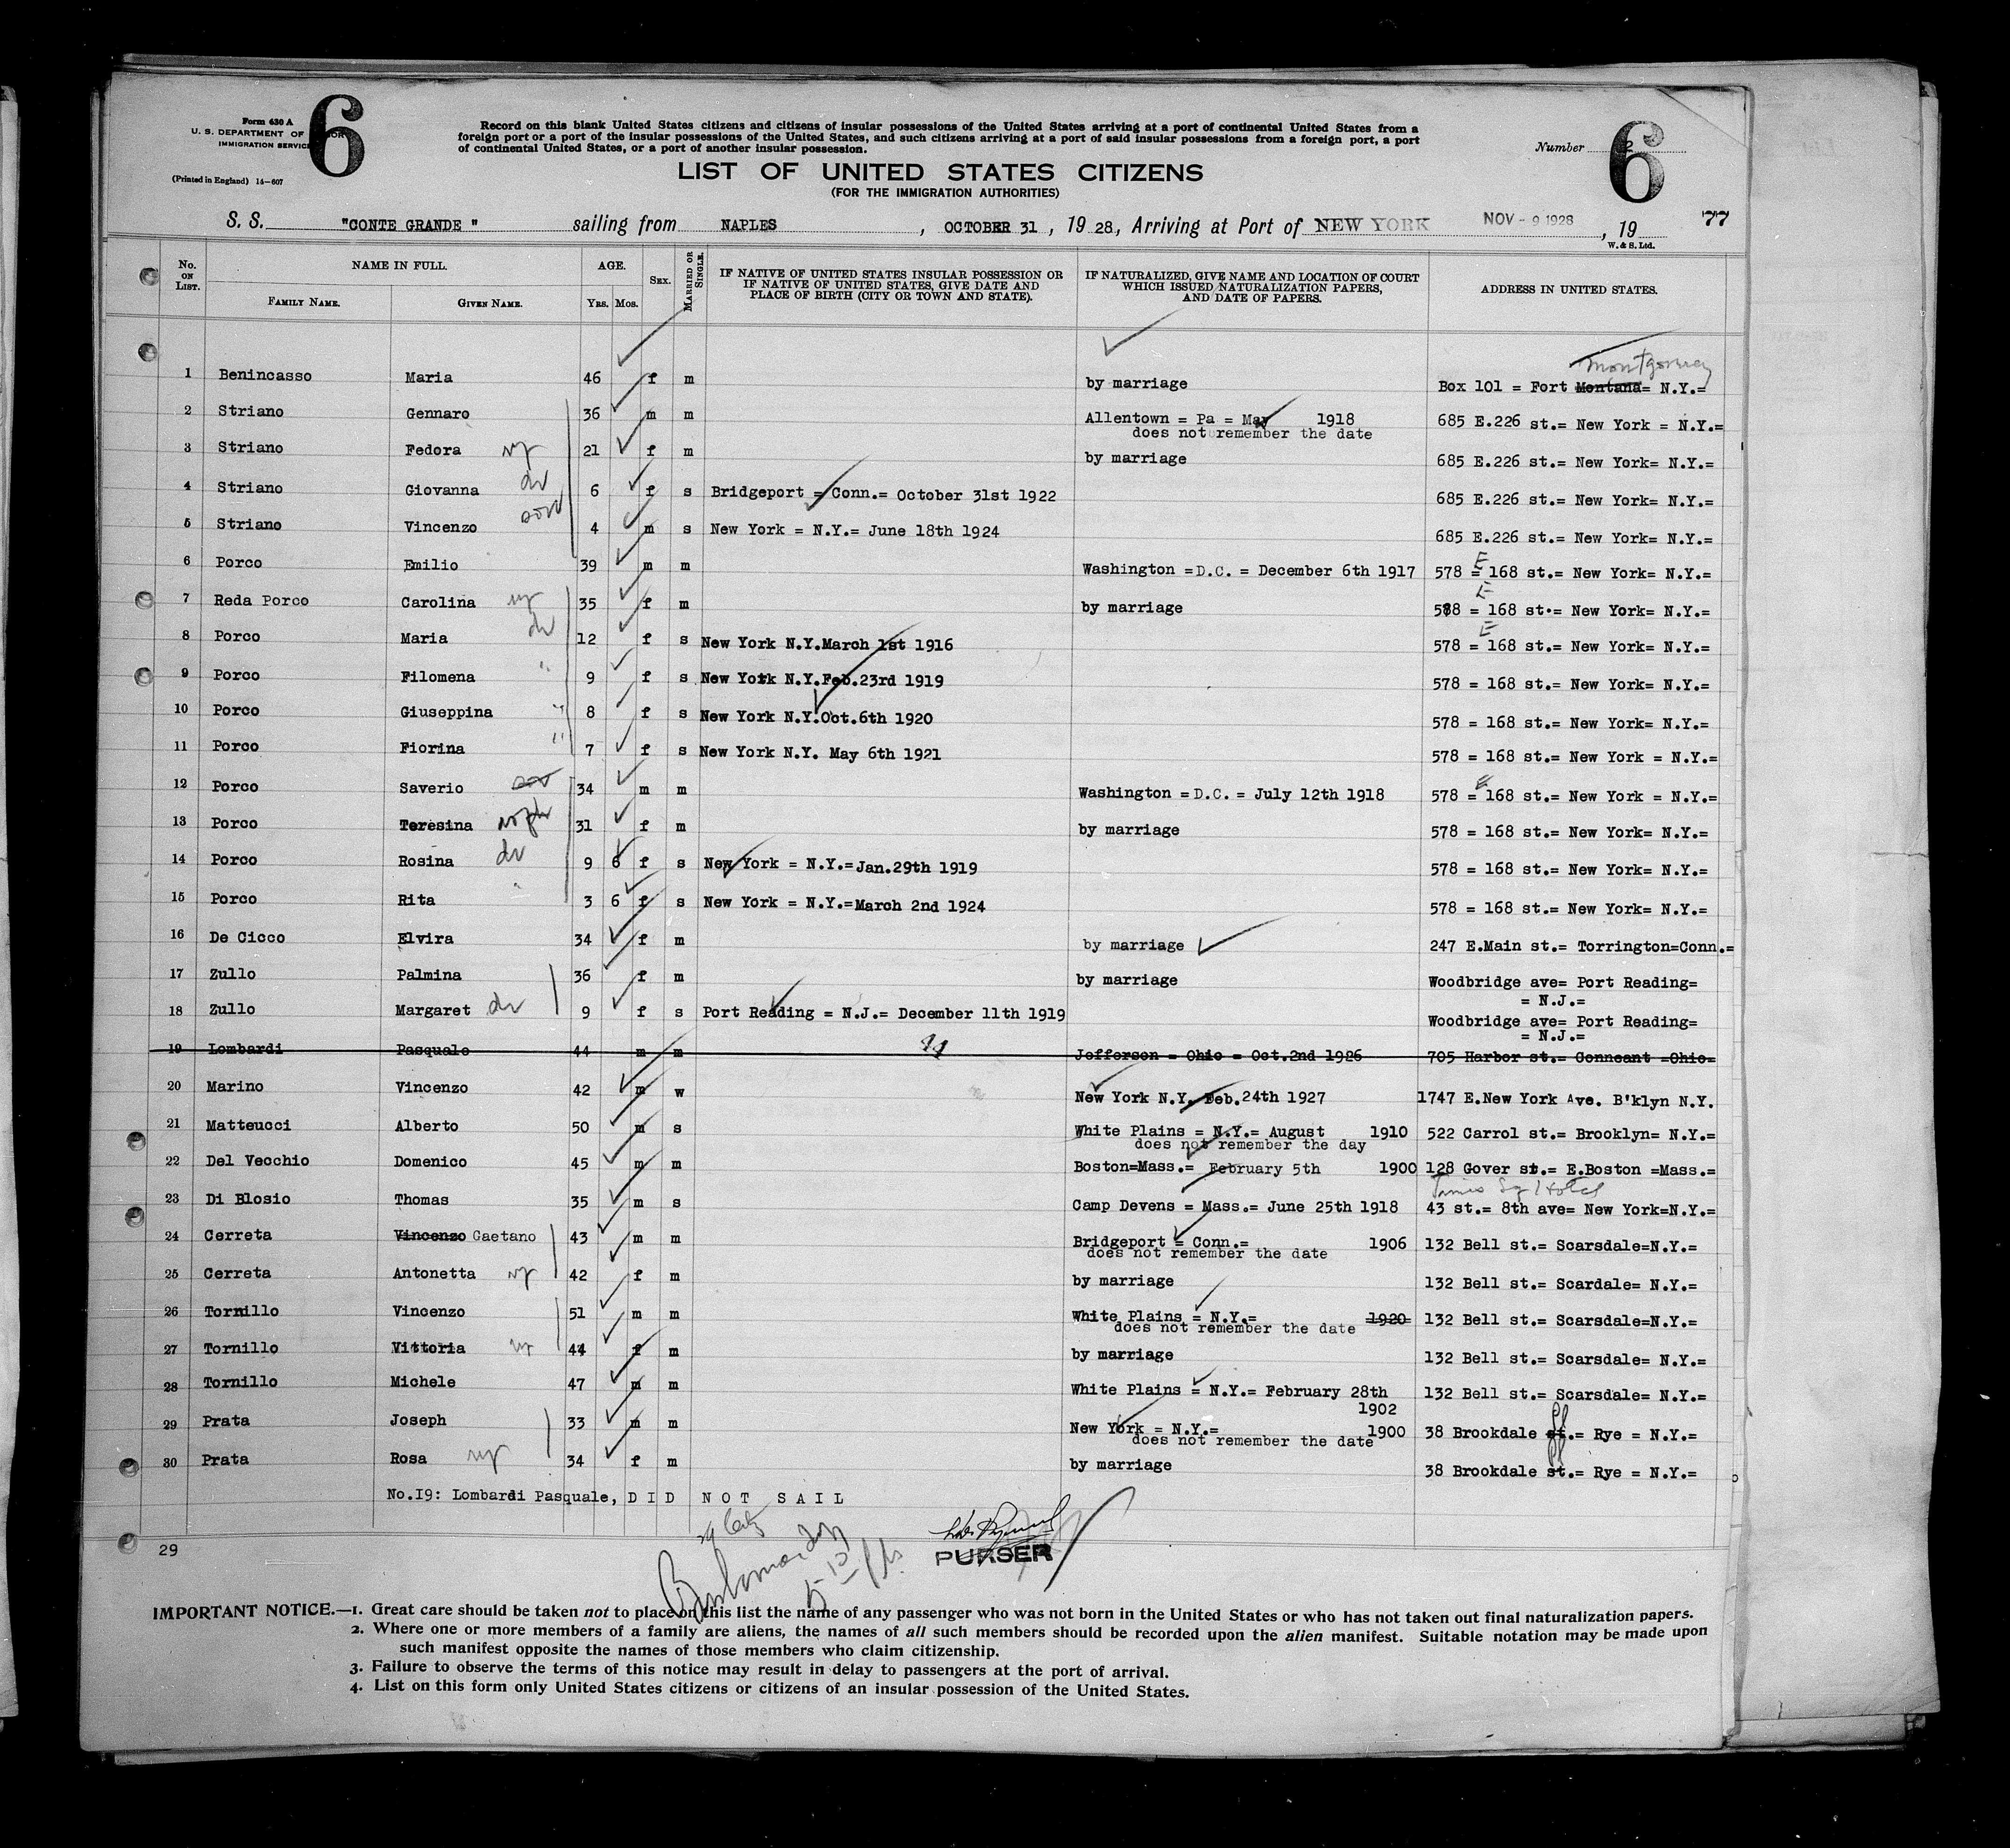 Form 630 A
U. S. DEPARTMENT OF
IMMIGRATION SERVICE
(Printed in England) 14—607
6
Record on this blank United States citizens and citizens of insular possessions of the United States arriving at a port of continental United States from a
foreign port or a port of the insular possessions of the United States, and such citizens arriving at a port of said insular possessions from a foreign port, a port
of continental United States, or a port of another insular possession.
LIST OF UNITED STATES CITIZENS
(FOR THE IMMIGRATION AUTHORITIES)
Number 2
6
S. S. "CONTE GRANDE " sailing from NAPLES , OCTOBER 31 , 19 28, Arriving at Port of NEW YORK NOV - 9 1928 , 19 77
W. & S. Ltd.
No. ON LIST. NAME IN FULL. FAMILY NAME. GIVEN NAME. AGE. YRS. MOS. SEX. MARRIED OR SINGLE. IF NATIVE OF UNITED STATES INSULAR POSSESSION OR IF NATIVE OF UNITED STATES, GIVE DATE AND PLACE OF BIRTH (CITY OR TOWN AND STATE). IF NATURALIZED, GIVE NAME AND LOCATION OF COURT WHICH ISSUED NATURALIZATION PAPERS, AND DATE OF PAPERS. ADDRESS IN UNITED STATES.
Montgomery
1 Benincasso Maria 46 f m by marriage Box 101 = Fort Montana= N.Y.=
2 Striano Gennaro 36 m m Allentown = Pa = May 1918 685 E.226 st.= New York = N.Y.=
does not remember the date
3 Striano Fedora wf 21 f m by marriage 685 E.226 st.= New York= N.Y.=
4 Striano Giovanna dr 6 f s Bridgeport = Conn.= October 31st 1922 685 E.226 st.= New York= N.Y.=
5 Striano Vincenzo son 4 m s New York = N.Y.= June 18th 1924 685 E.226 st.= New York= N.Y.=
6 Porco Emilio 39 m m Washington =D.C. = December 6th 1917 578 = E 168 st.= New York= N.Y.=
7 Reda Porco Carolina wf 35 f m by marriage 578 = E 168 st.= New York= N.Y.=
8 Porco Maria dr 12 f s New York N.Y.March 1st 1916 578 = E 168 st.= New York= N.Y.=
9 Porco Filomena " 9 f s New York N.Y.Feb.23rd 1919 578 = 168 st.= New York= N.Y.=
10 Porco Giuseppina " 8 f s New York N.Y.Oct.6th 1920 578 = 168 st.= New York= N.Y.=
11 Porco Fiorina " 7 f s New York N.Y. May 6th 1921 578 = 168 st.= New York = N.Y.=
12 Porco Saverio son 34 m m Washington =D.C. = July 12th 1918 578 = E 168 st.= New York = N.Y.=
13 Porco Teresina 31 f m by marriage 578 = 168 st.= New York= N.Y.=
14 Porco Rosina dr 9 6 f s New York = N.Y.=Jan.29th 1919 578 = 168 st.= New York= N.Y.=
15 Porco Rita " 3 6 f s New York = N.Y.=March 2nd 1924 578 = 168 st.= New York= N.Y.=
16 De Cicco Elvira 34 f m by marriage 247 E.Main st.= Torrington=Conn.=
17 Zullo Palmina 36 f m by marriage Woodbridge ave= Port Reading=
= N.J.=
18 Zullo Margaret dr 9 f s Port Reading = N.J.= December 11th 1919 Woodbridge ave= Port Reading=
= N.J.=
19 Lombardi Pasquale 44 m m Jefferson = Ohio = Oct.2nd 1926 705 Harbor st.= Conneant =Ohio=
20 Marino Vincenzo 42 m w New York N.Y. Feb.24th 1927 1747 E.New York Ave. B'klyn N.Y.
21 Matteucci Alberto 50 m s White Plains = N.Y.= August 1910 522 Carrol st.= Brooklyn= N.Y.=
does not remember the day
22 Del Vecchio Domenico 45 m m Boston=Mass.= February 5th 1900 128 Gover st.= E.Boston =Mass.=
Times Sq Hotel
23 Di Blosio Thomas 35 m s Camp Devens = Mass.= June 25th 1918 43 st.= 8th ave= New York=N.Y.=
24 Cerreta Vincenzo Gaetano 43 m m Bridgeport = Conn.= 1906 132 Bell st.= Scarsdale=N.Y.=
does not remember the date
25 Cerreta Antonetta wf 42 f m by marriage 132 Bell st.= Scardale= N.Y.=
26 Tornillo Vincenzo 51 m m White Plains = N.Y.= 1920 132 Bell st.= Scarsdale=N.Y.=
does not remember the date
27 Tornillo Vittoria wf 44 f m by marriage 132 Bell st.= Scarsdale= N.Y.=
28 Tornillo Michele 47 m m White Plains = N.Y.= February 28th 132 Bell st.= Scarsdale= N.Y.=
1902
29 Prata Joseph 33 m m New York = N.Y.= 1900 38 Brookdale st.= Rye = N.Y.=
does not remember the date
30 Prata Rosa wf 34 f m by marriage 38 Brookdale st.= Rye = N.Y.=
No.I9: Lombardi Pasquale, D I D N O T S A I L
29
PURSER
IMPORTANT NOTICE.—1. Great care should be taken not to place on this list the name of any passenger who was not born in the United States or who has not taken out final naturalization papers.
2. Where one or more members of a family are aliens, the names of all such members should be recorded upon the alien manifest. Suitable notation may be made upon
such manifest opposite the names of those members who claim citizenship.
3. Failure to observe the terms of this notice may result in delay to passengers at the port of arrival.
4. List on this form only United States citizens or citizens of an insular possession of the United States.